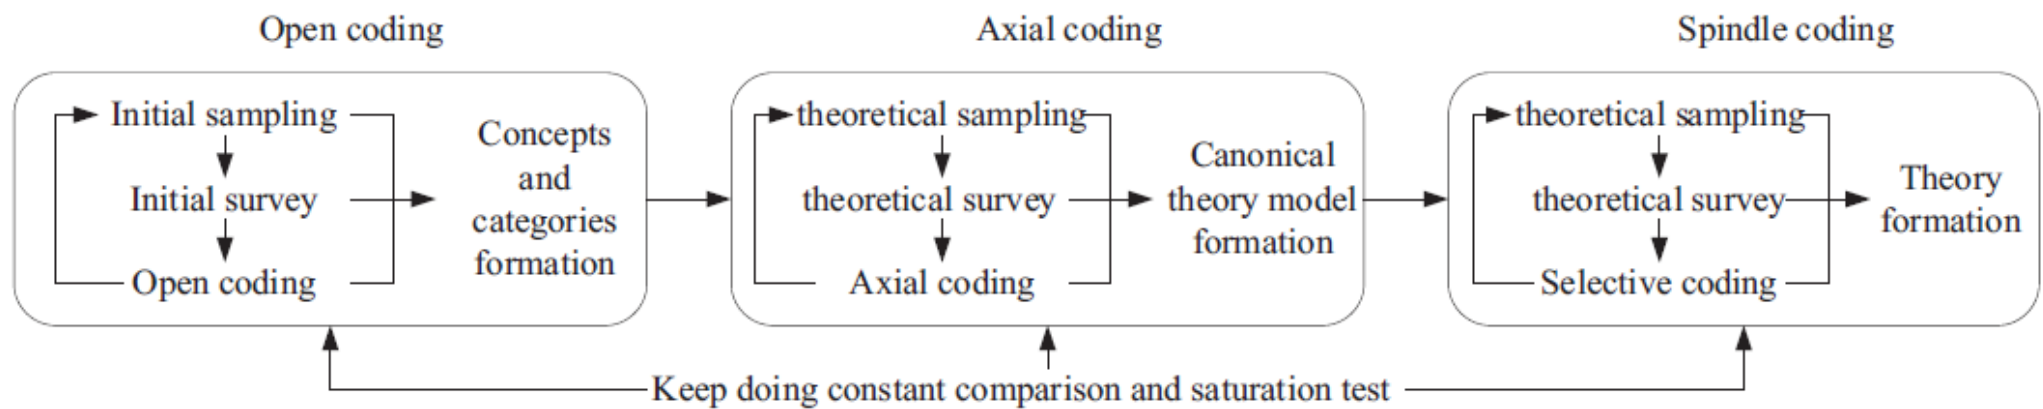 Open coding
Axial coding
Spindle coding
Initial sampling
Initial survey
Open coding
Concepts
and
categories
formation
theoretical sampling
theoretical survey
Axial coding
Canonical
theory model
formation
theoretical sampling
theoretical survey
Selective coding
Theory
formation
Keep doing constant comparison and saturation test